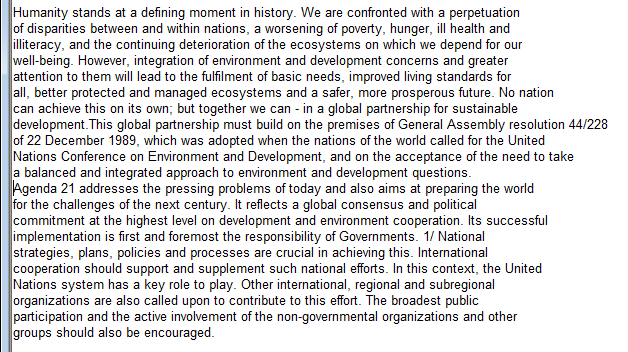 Humanity stands at a defining moment in history. We are confronted with a perpetuation
of disparities between and within nations, a worsening of poverty, hunger, ill health and
illiteracy, and the continuing deterioration of the ecosystems on which we depend for our
well-being. However, integration of environment and development concerns and greater
attention to them will lead to the fulfilment of basic needs, improved living standards for
all, better protected and managed ecosystems and a safer, more prosperous future. No nation
can achieve this on its own; but together we can - in a global partnership for sustainable
development.This global partnership must build on the premises of General Assembly resolution 44/228
of 22 December 1989, which was adopted when the nations of the world called for the United
Nations Conference on Environment and Development, and on the acceptance of the need to take
a balanced and integrated approach to environment and development questions.
Agenda 21 addresses the pressing problems of today and also aims at preparing the world
for the challenges of the next century. It reflects a global consensus and political
commitment at the highest level on development and environment cooperation. Its successful
implementation is first and foremost the responsibility of Governments. 1/ National
strategies, plans, policies and processes are crucial in achieving this. International
cooperation should support and supplement such national efforts. In this context, the United
Nations system has a key role to play. Other international, regional and subregional
organizations are also called upon to contribute to this effort. The broadest public
participation and the active involvement of the non-governmental organizations and other
groups should also be encouraged.